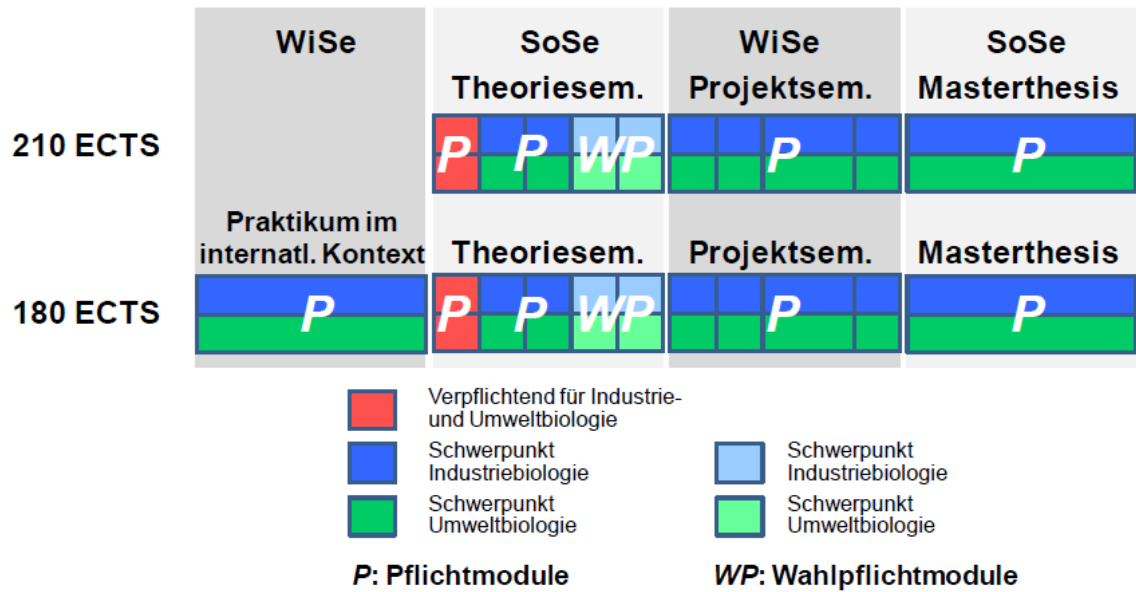 WiSe
SoSe
WiSe
SoSe
Theoriesem.
Projektsem.
Masterthesis
210 ECTS
P
P
WP
P
P
Praktikum im
internatl. Kontext
Theoriesem.
Projektsem.
Masterthesis
180 ECTS
P
P
P
WP
P
P
Verpflichtend für Industrie-
und Umweltbiologie
Schwerpunkt
Industriebiologie
Schwerpunkt
Industriebiologie
Schwerpunkt
Umweltbiologie
Schwerpunkt
Umweltbiologie
P: Pflichtmodule
WP: Wahlpflichtmodule